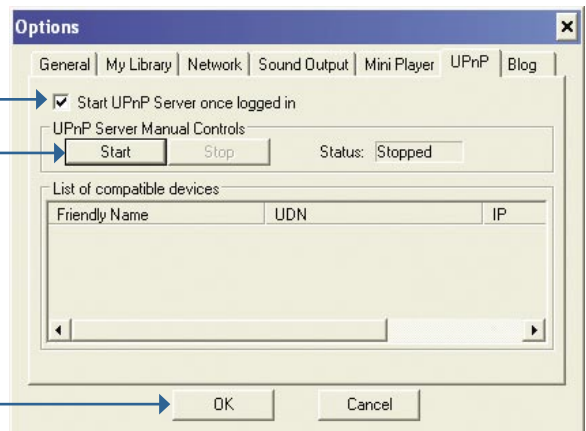 Options
General My Library Network Sound Output Mini Player UPnP Blog
Start UPnP Server once logged in
UPnP Server Manual Controls
Start Stop Status: Stopped
List of compatible devices
Friendly Name UDN IP
OK Cancel